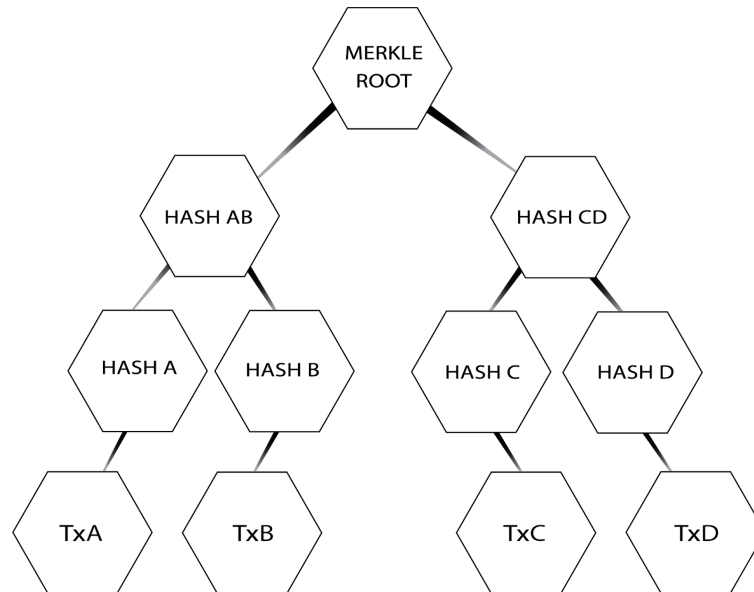 MERKLE
ROOT
HASH AB
HASH CD
HASH A
HASH B
HASH C
HASH D
TxA
TxB
TxC
TxD